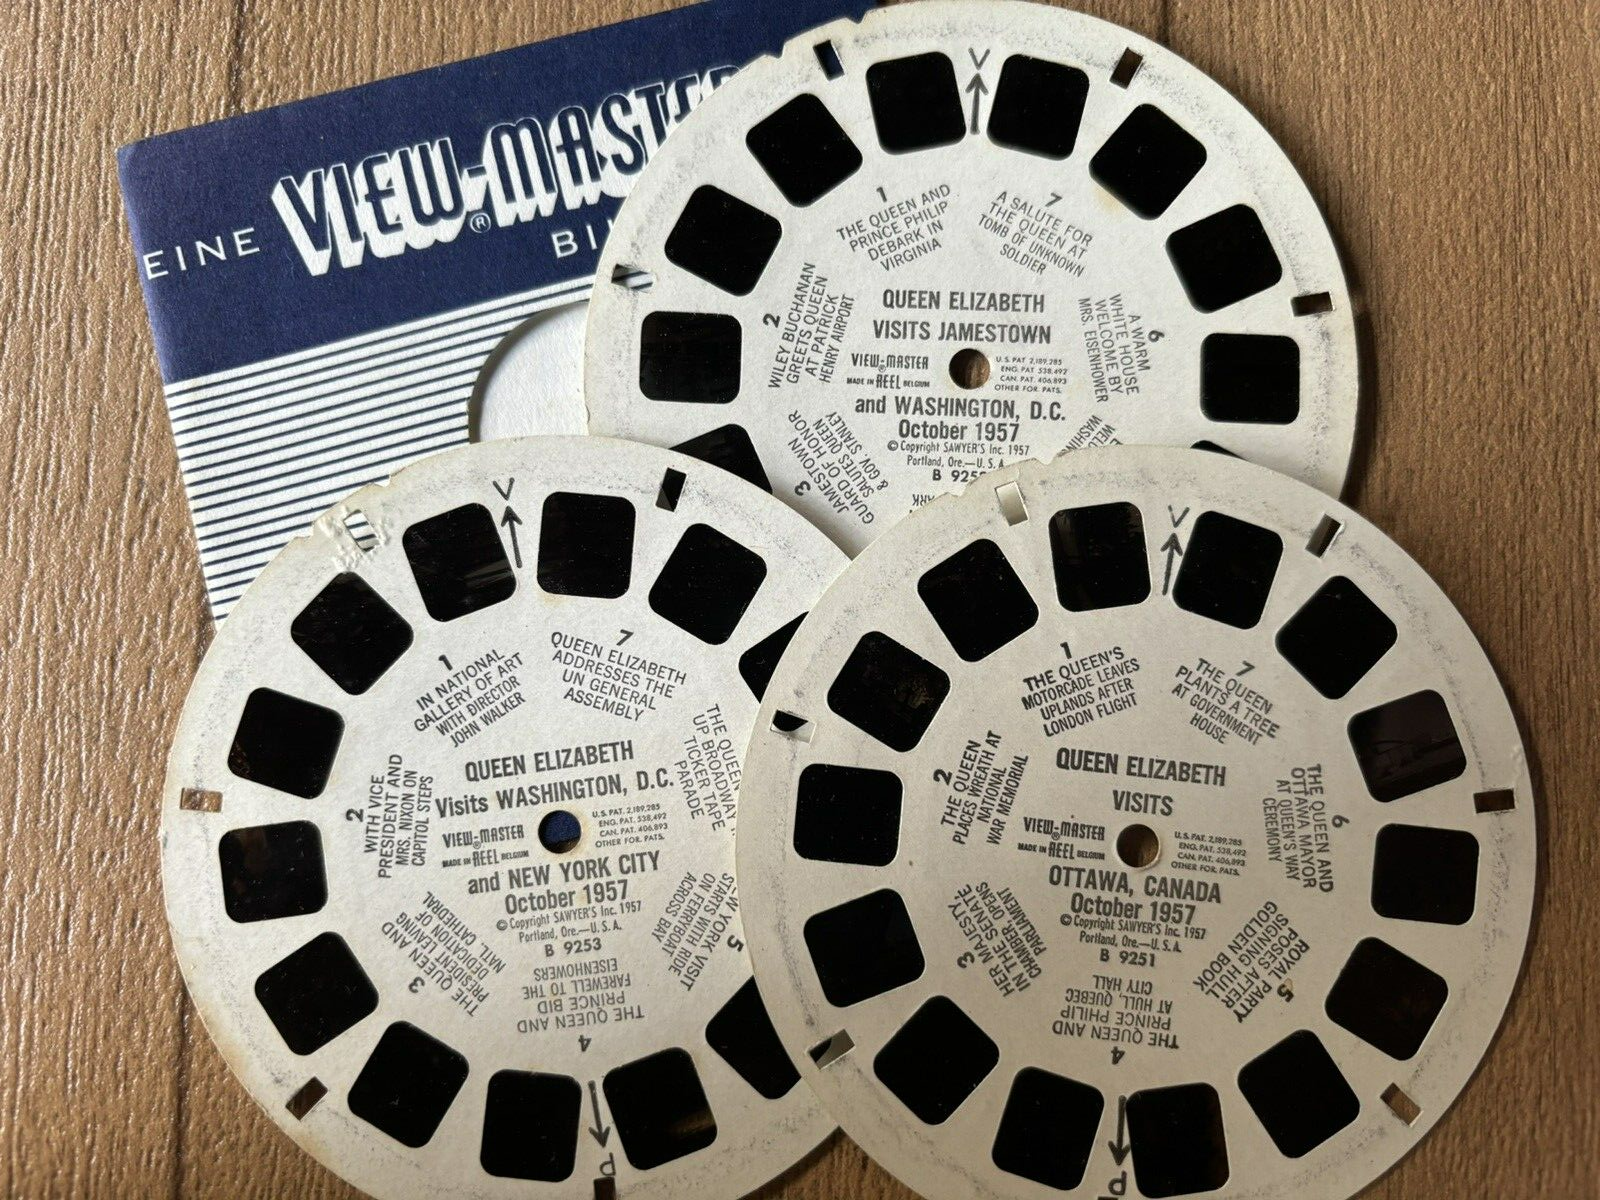 EINE
VIEW-MASTER
®
V
1
THE QUEEN AND
PRINCE PHILIP
DEBARK IN
VIRGINIA
7
A SALUTE FOR
THE QUEEN AT
TOMB OF UNKNOWN
SOLDIER
6
A WARM
WHITE HOUSE
WELCOME BY
MRS. EISENHOWER
2
WILEY BUCHANAN
GREETS QUEEN
AT PATRICK
HENRY AIRPORT
3
JAMESTOWN
GUARD OF HONOR
SALUTES QUEEN
& GOV. STANLEY
QUEEN ELIZABETH
VISITS JAMESTOWN
VIEW-MASTER
®
MADE IN REEL BELGIUM
U.S. PAT. 2,189,285
ENG. PAT. 538,492
CAN. PAT. 406,893
OTHER FOR. PATS.
and WASHINGTON, D.C.
October 1957
© Copyright SAWYER'S Inc. 1957
Portland, Ore.—U. S. A.
V
1
IN NATIONAL
GALLERY OF ART
WITH DIRECTOR
JOHN WALKER
7
QUEEN ELIZABETH
ADDRESSES THE
UN GENERAL
ASSEMBLY
THE QUEEN
UP BROADWAY
TICKER TAPE
PARADE
2
WITH VICE
PRESIDENT AND
MRS. NIXON ON
CAPITOL STEPS
3
THE QUEEN AND
PRESIDENT LEAVING
DEDICATION OF
NATL. CATHEDRAL
QUEEN ELIZABETH
Visits WASHINGTON, D.C.
VIEW-MASTER
®
MADE IN REEL BELGIUM
U.S. PAT. 2,189,285
ENG. PAT. 538,492
CAN. PAT. 406,893
OTHER FOR. PATS.
and NEW YORK CITY
October 1957
© Copyright SAWYER'S Inc. 1957
Portland, Ore.—U. S. A.
B 9253
5
YORK VISIT
STARTS WITH RIDE
ON FERRYBOAT
ACROSS BAY
4
THE QUEEN AND
PRINCE BID
FAREWELL TO THE
EISENHOWERS
P
V
1
THE QUEEN'S
MOTORCADE LEAVES
UPLANDS AFTER
LONDON FLIGHT
7
THE QUEEN
PLANTS A TREE
AT GOVERNMENT
HOUSE
2
THE QUEEN
PLACES WREATH AT
NATIONAL
WAR MEMORIAL
6
THE QUEEN AND
OTTAWA MAYOR
AT QUEEN'S WAY
CEREMONY
QUEEN ELIZABETH
VISITS
VIEW-MASTER
®
MADE IN REEL BELGIUM
U.S. PAT. 2,189,285
ENG. PAT. 538,492
CAN. PAT. 406,893
OTHER FOR. PATS.
OTTAWA, CANADA
October 1957
© Copyright SAWYER'S Inc. 1957
Portland, Ore.—U. S. A.
B 9251
3
HER MAJESTY
IN THE SENATE
CHAMBER, OPENS
PARLIAMENT
5
ROYAL PARTY
POSES AFTER
SIGNING HULL
GOLDEN BOOK
4
THE QUEEN AND
PRINCE PHILIP
AT HULL, QUEBEC
CITY HALL
P